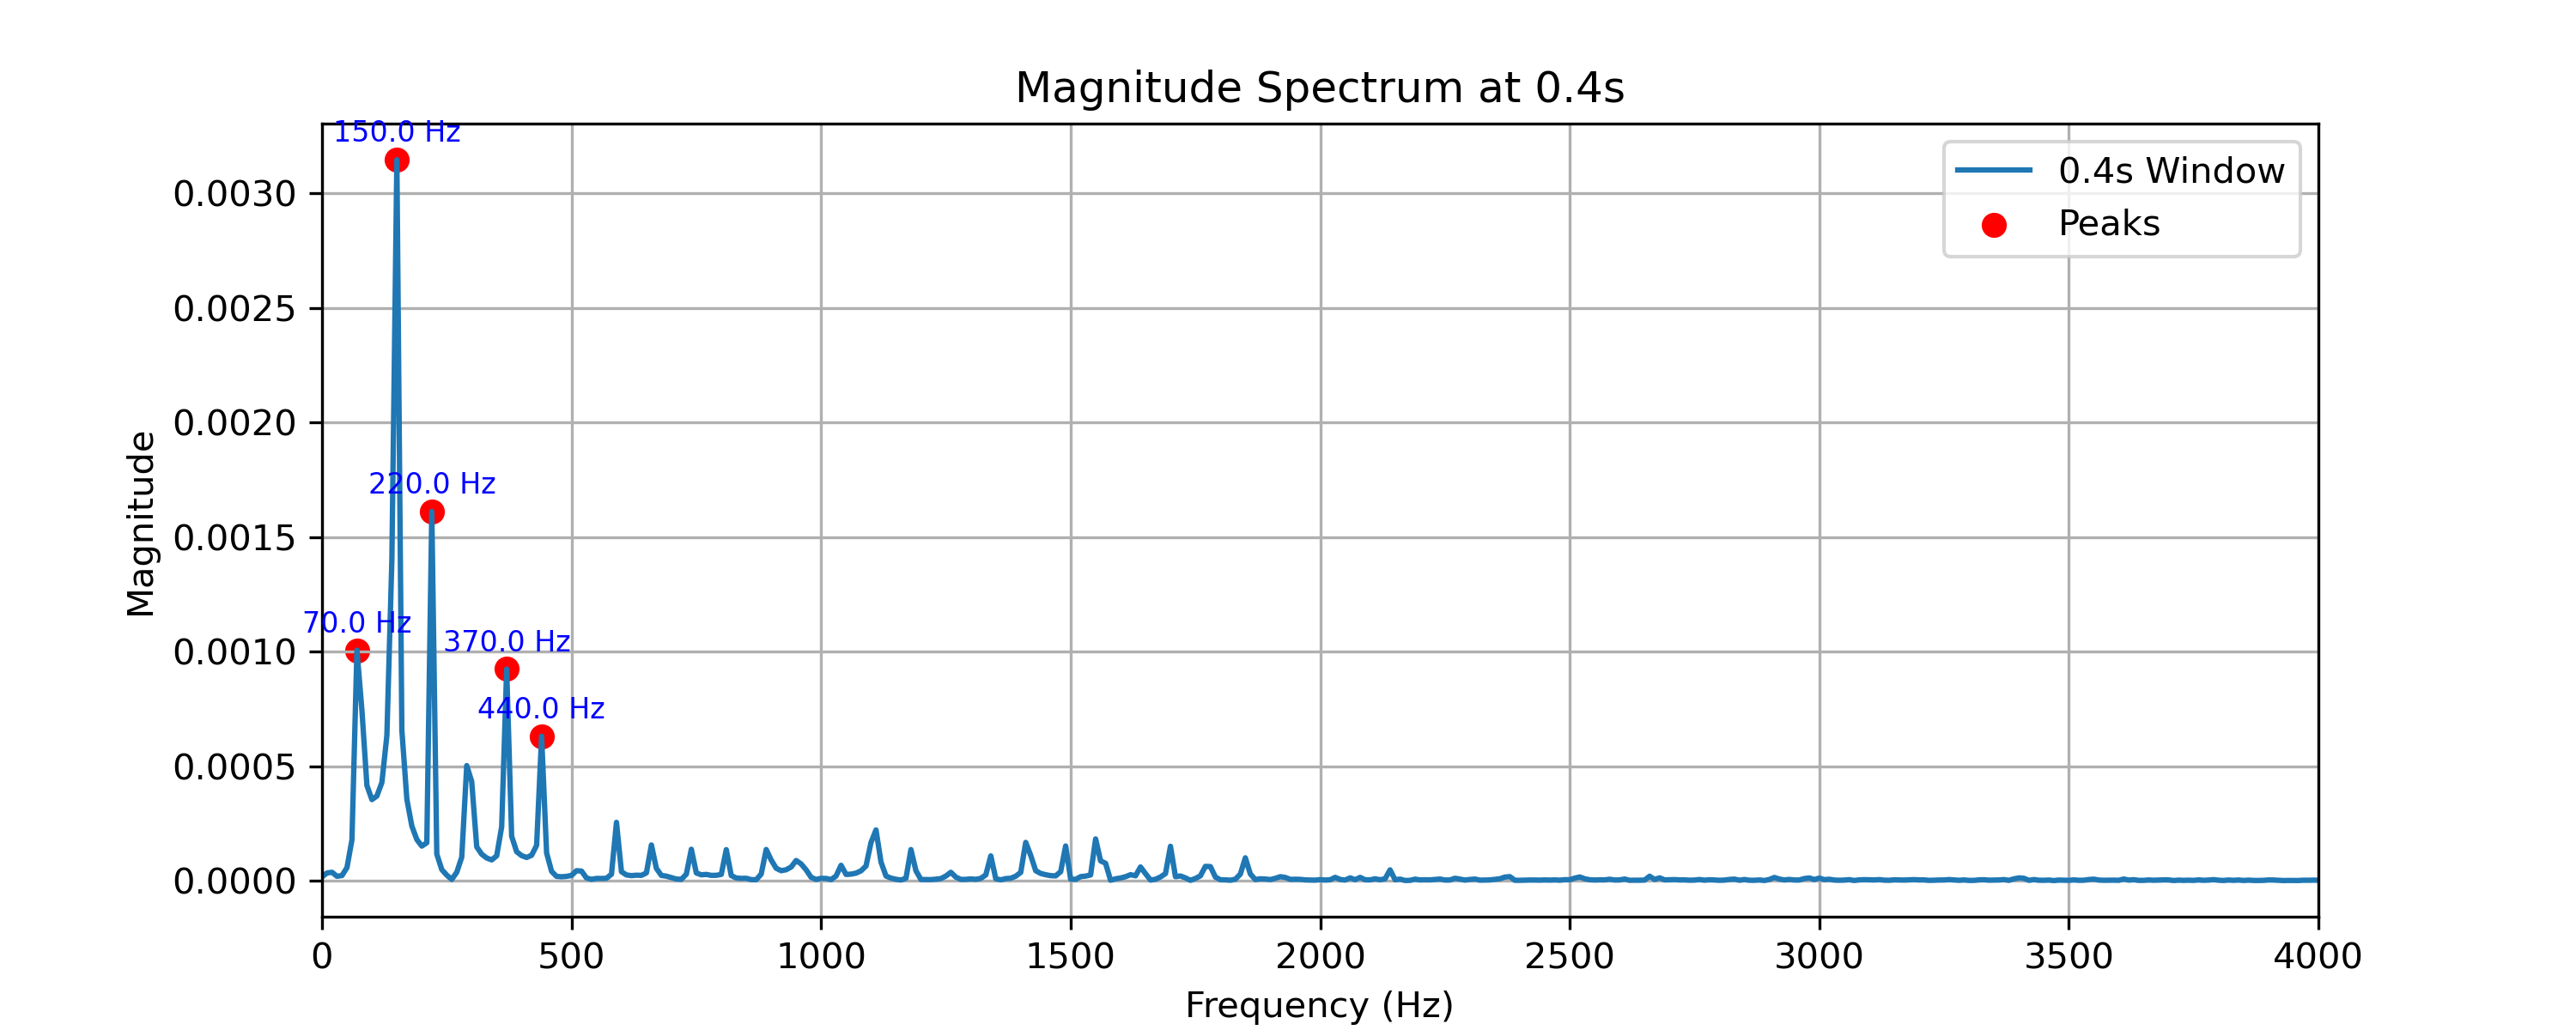 Magnitude Spectrum at 0.4s
150.0 Hz
220.0 Hz
70.0 Hz
370.0 Hz
440.0 Hz
0.4s Window
Peaks
Magnitude
0.0030
0.0025
0.0020
0.0015
0.0010
0.0005
0.0000
0 500 1000 1500 2000 2500 3000 3500 4000
Frequency (Hz)